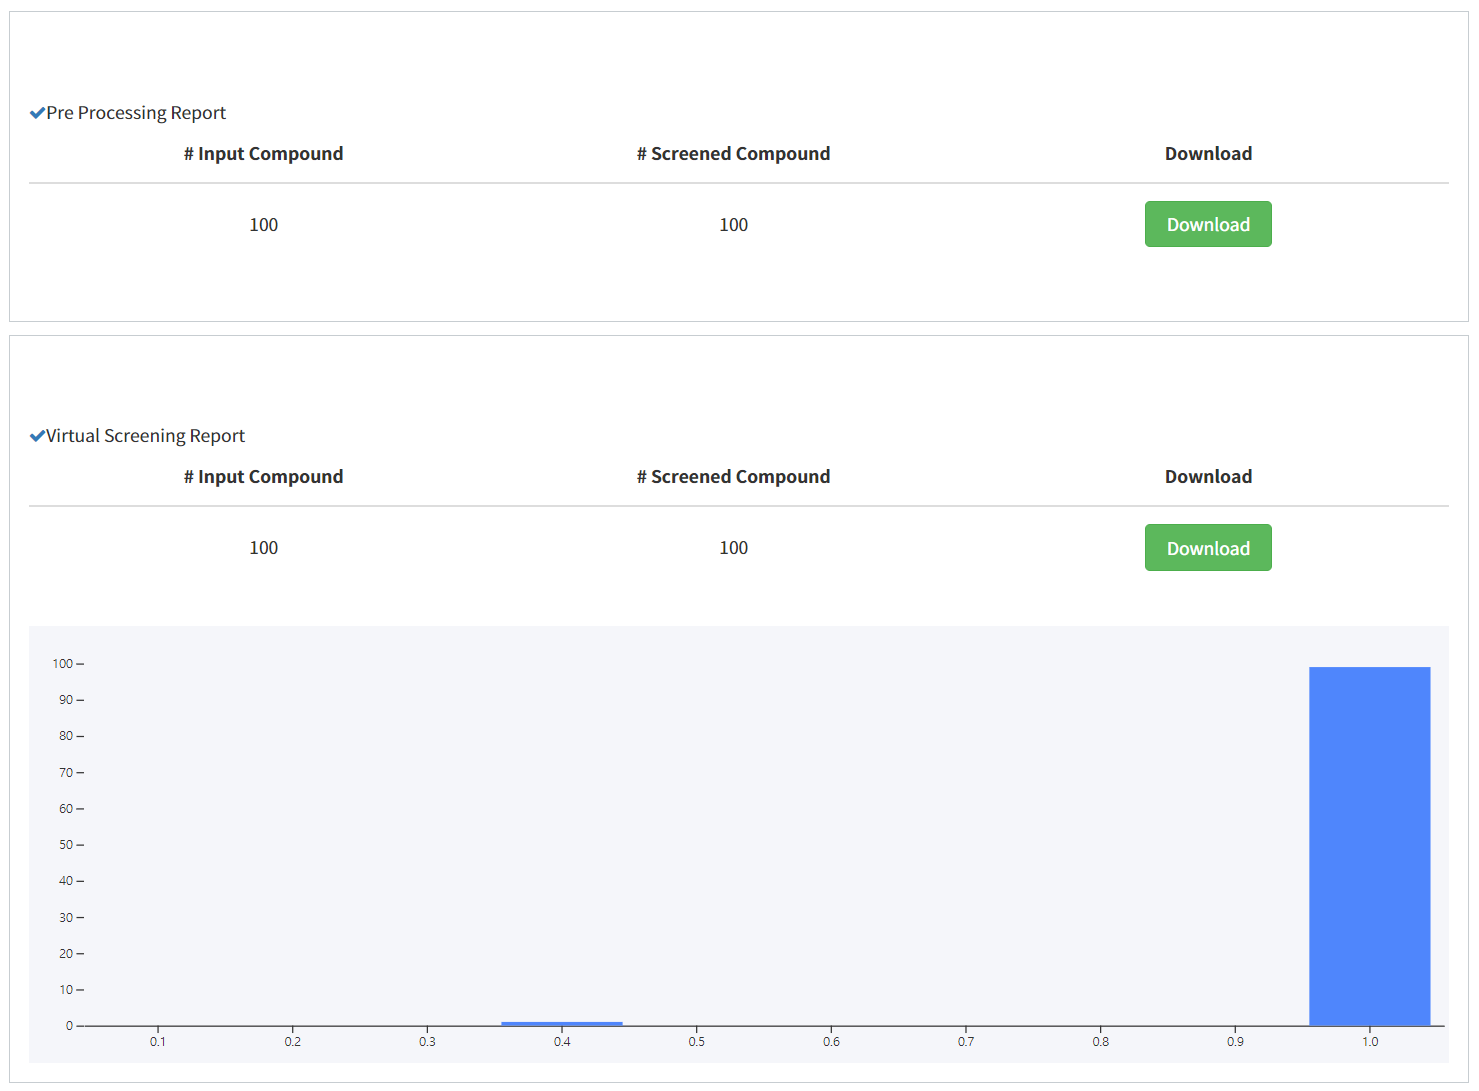 Pre Processing Report
# Input Compound # Screened Compound Download
100 100 Download
Virtual Screening Report
# Input Compound # Screened Compound Download
100 100 Download
100
90
80
70
60
50
40
30
20
10
0
0.1 0.2 0.3 0.4 0.5 0.6 0.7 0.8 0.9 1.0